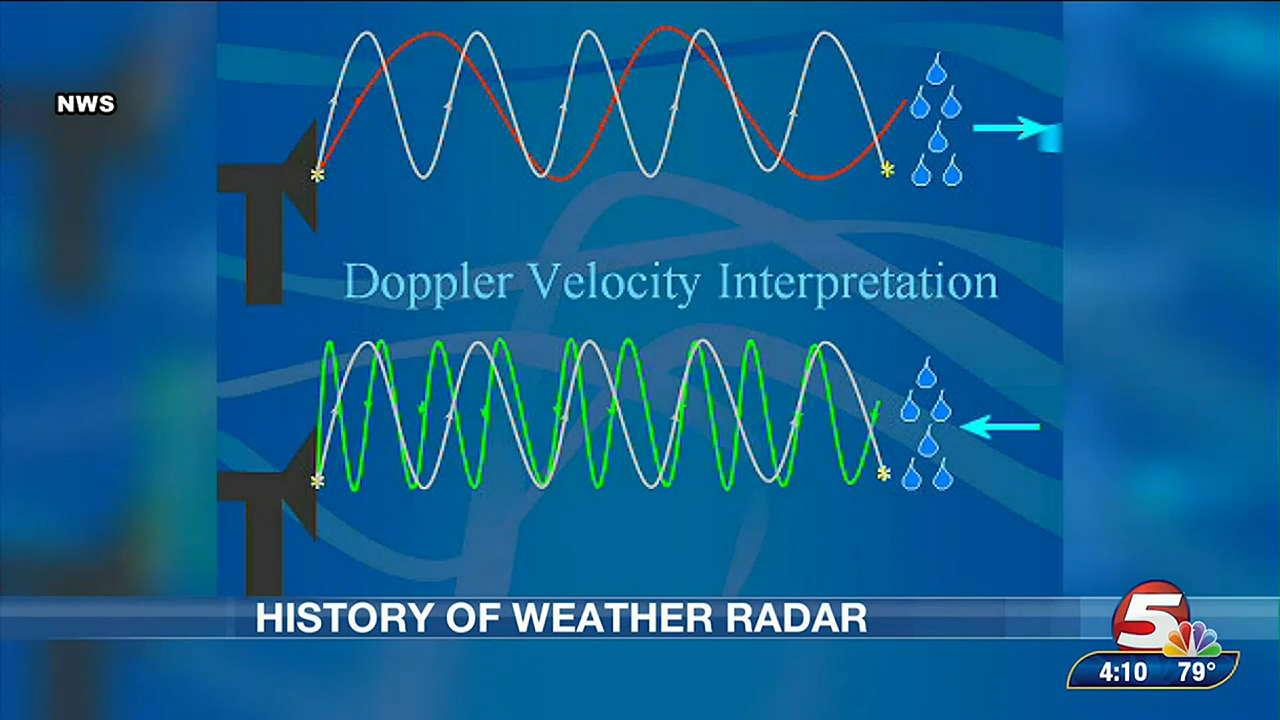 NWS
Doppler Velocity Interpretation
HISTORY OF WEATHER RADAR
5
4:10 79°